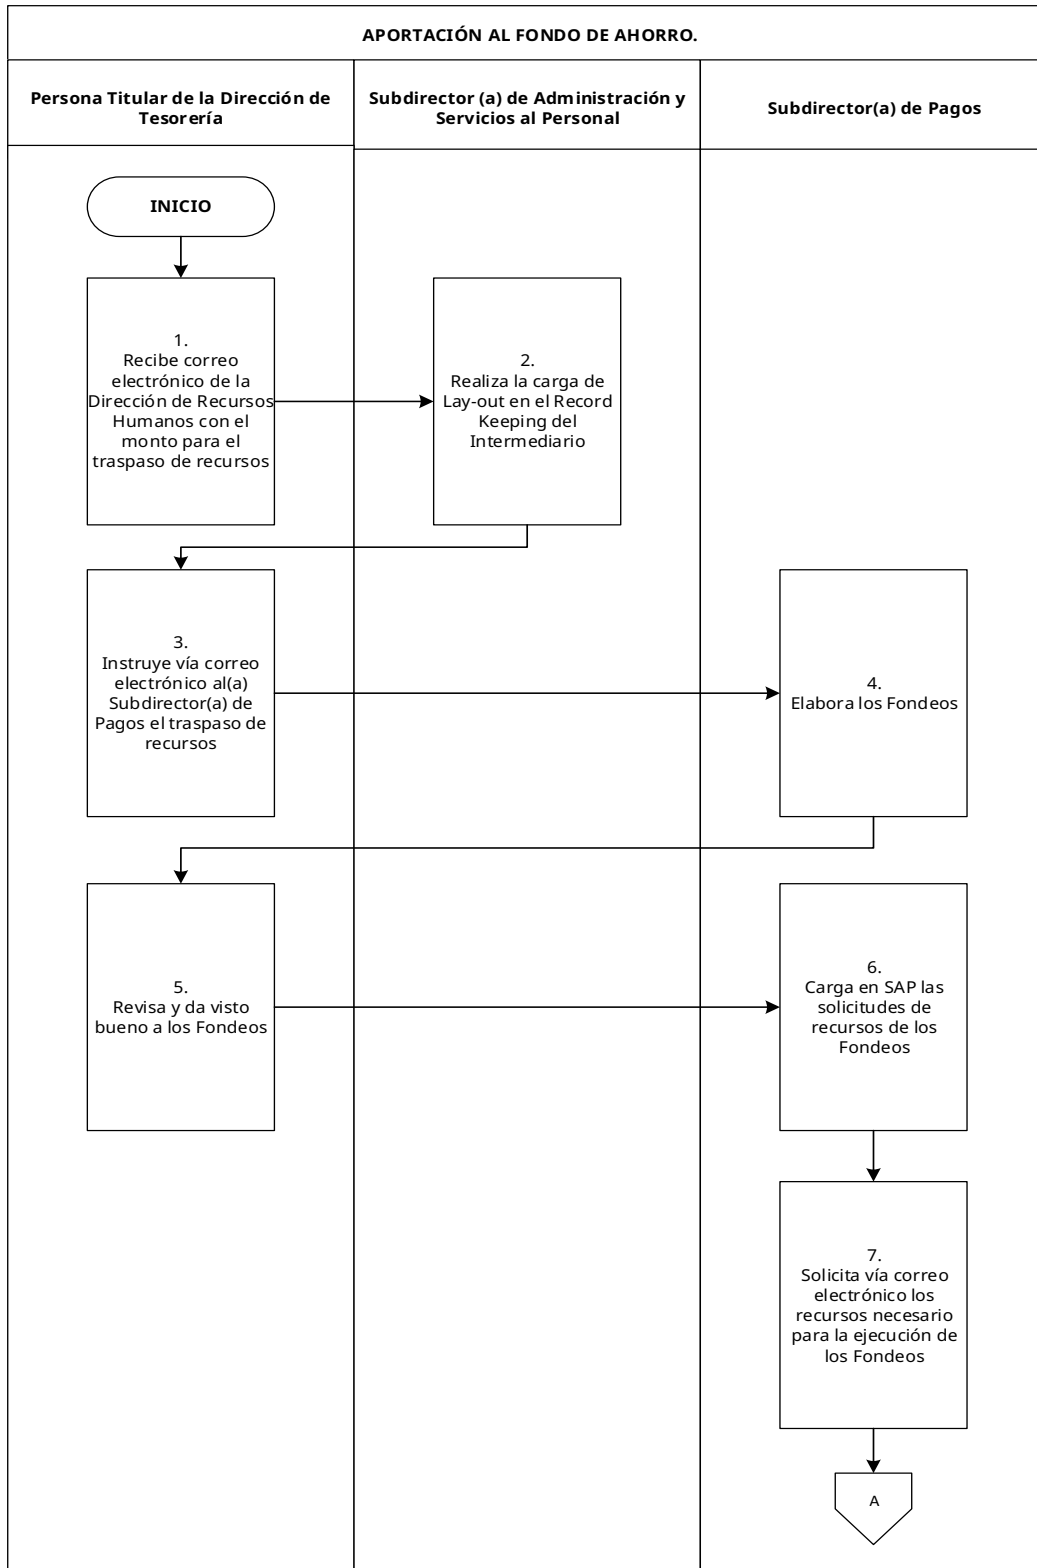 APORTACIÓN AL FONDO DE AHORRO.
Persona Titular de la Dirección de
Tesorería
Subdirector (a) de Administración y
Servicios al Personal
Subdirector(a) de Pagos
INICIO
1.
Recibe correo
electrónico de la
Dirección de Recursos
Humanos con el
monto para el
traspaso de recursos
2.
Realiza la carga de
Lay-out en el Record
Keeping del
Intermediario
3.
Instruye vía correo
electrónico al(a)
Subdirector(a) de
Pagos el traspaso de
recursos
4.
Elabora los Fondeos
5.
Revisa y da visto
bueno a los Fondeos
6.
Carga en SAP las
solicitudes de
recursos de los
Fondeos
7.
Solicita vía correo
electrónico los
recursos necesario
para la ejecución de
los Fondeos
A